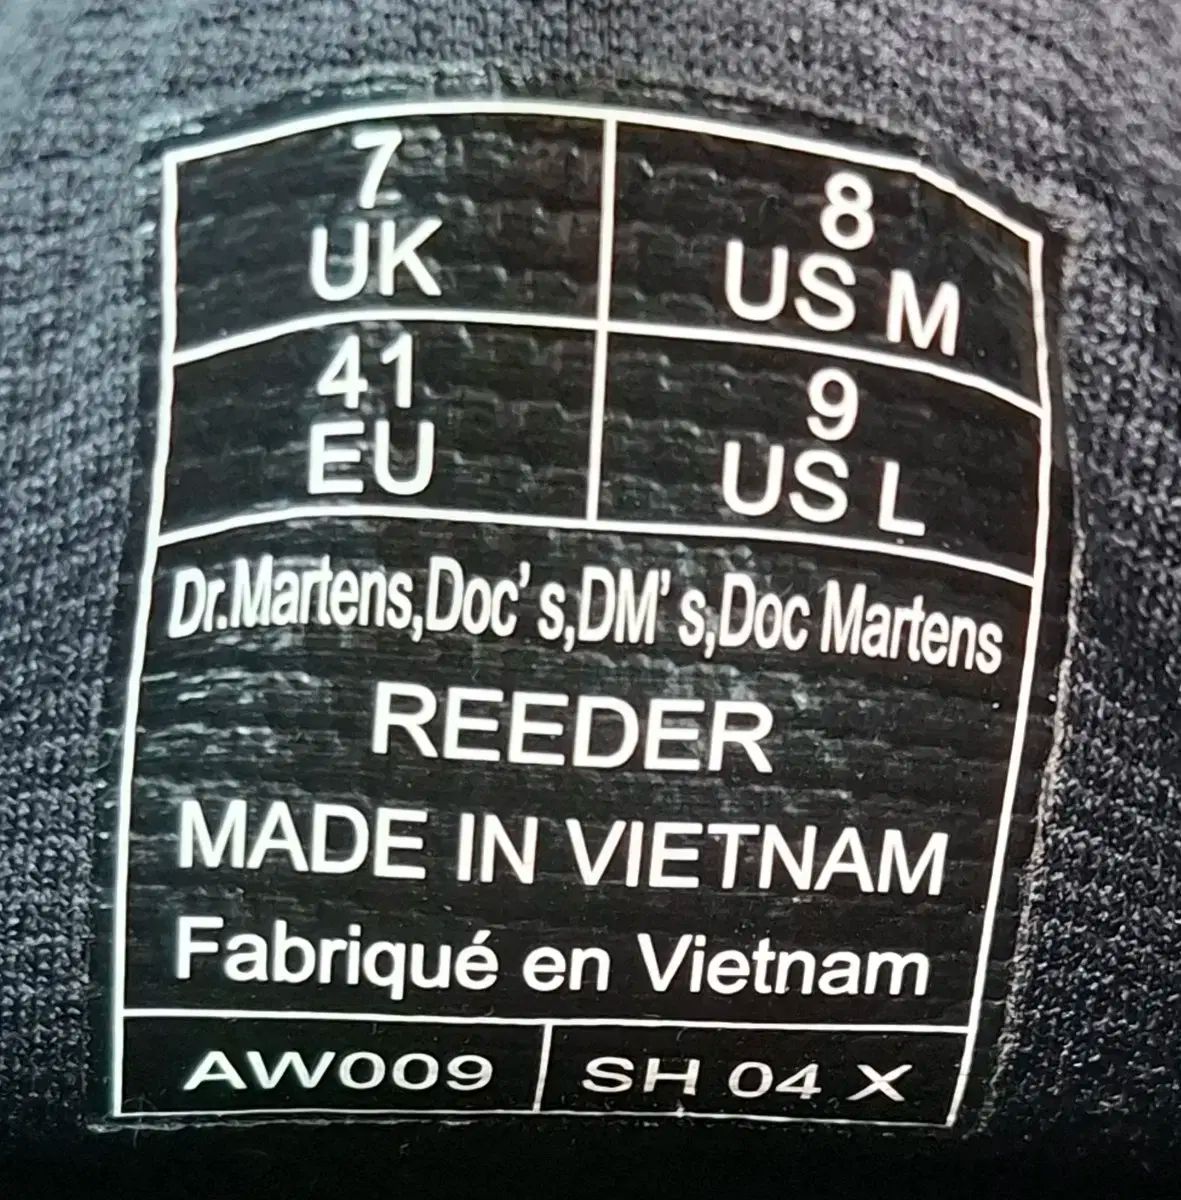 7
UK
8
US M
41
EU
9
US L
Dr.Martens,Doc's,DM's,Doc Martens
REEDER
MADE IN VIETNAM
Fabriqué en Vietnam
AW009
SH 04 X